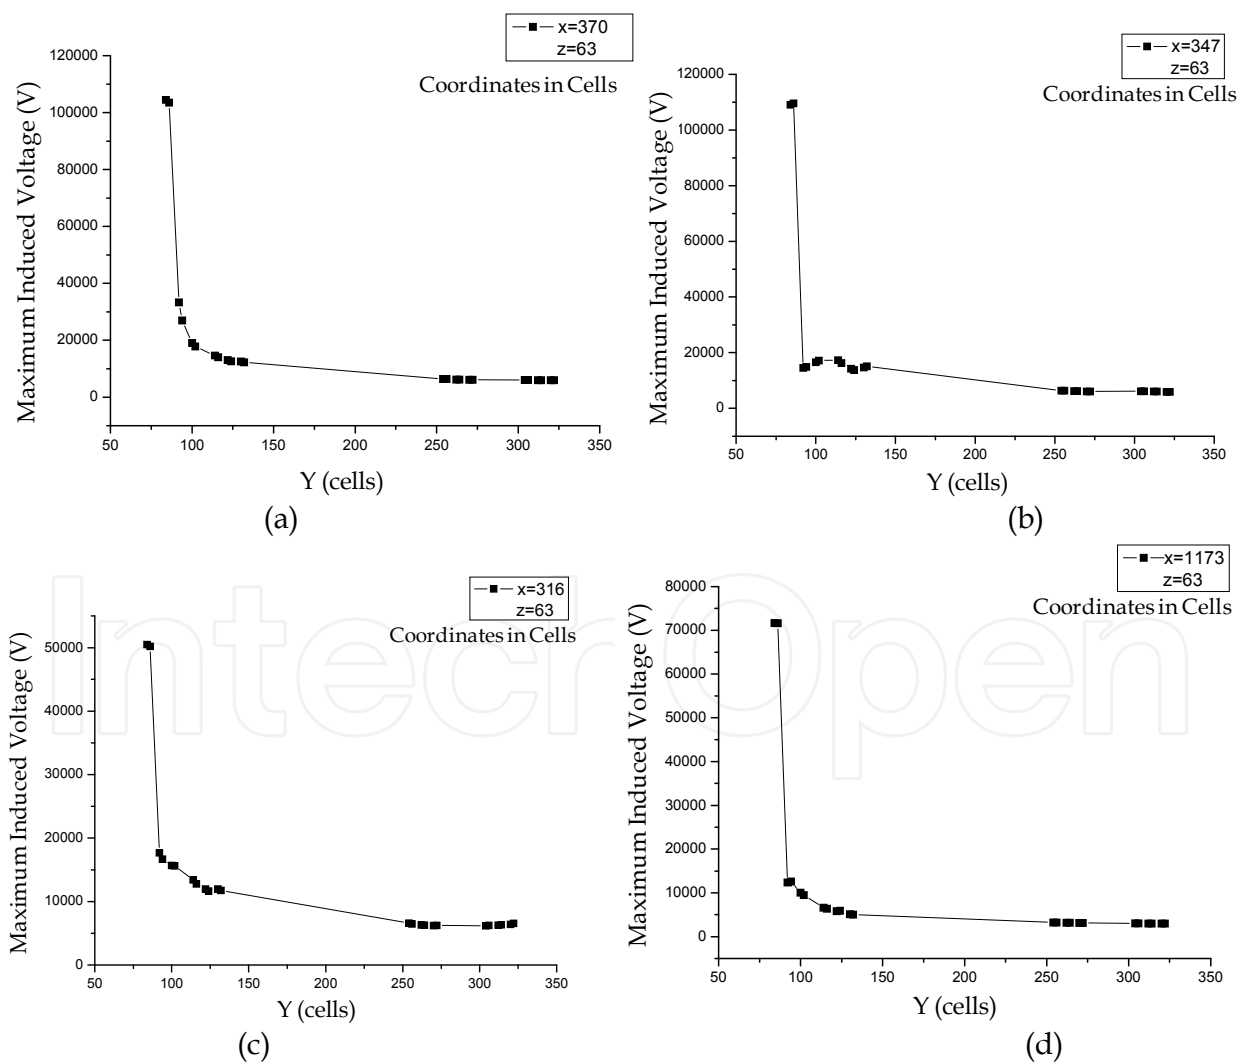 x=370
z=63
Coordinates in Cells
Maximum Induced Voltage (V)
120000
100000
80000
60000
40000
20000
0
50 100 150 200 250 300 350
Y (cells)
(a)
x=347
z=63
Coordinates in Cells
Maximum Induced Voltage (V)
120000
100000
80000
60000
40000
20000
0
50 100 150 200 250 300 350
Y (cells)
(b)
x=316
z=63
Coordinates in Cells
Maximum Induced Voltage (V)
50000
40000
30000
20000
10000
0
50 100 150 200 250 300 350
Y (cells)
(c)
x=1173
z=63
Coordinates in Cells
Maximum Induced Voltage (V)
80000
70000
60000
50000
40000
30000
20000
10000
0
50 100 150 200 250 300 350
Y (cells)
(d)
IntechOpen